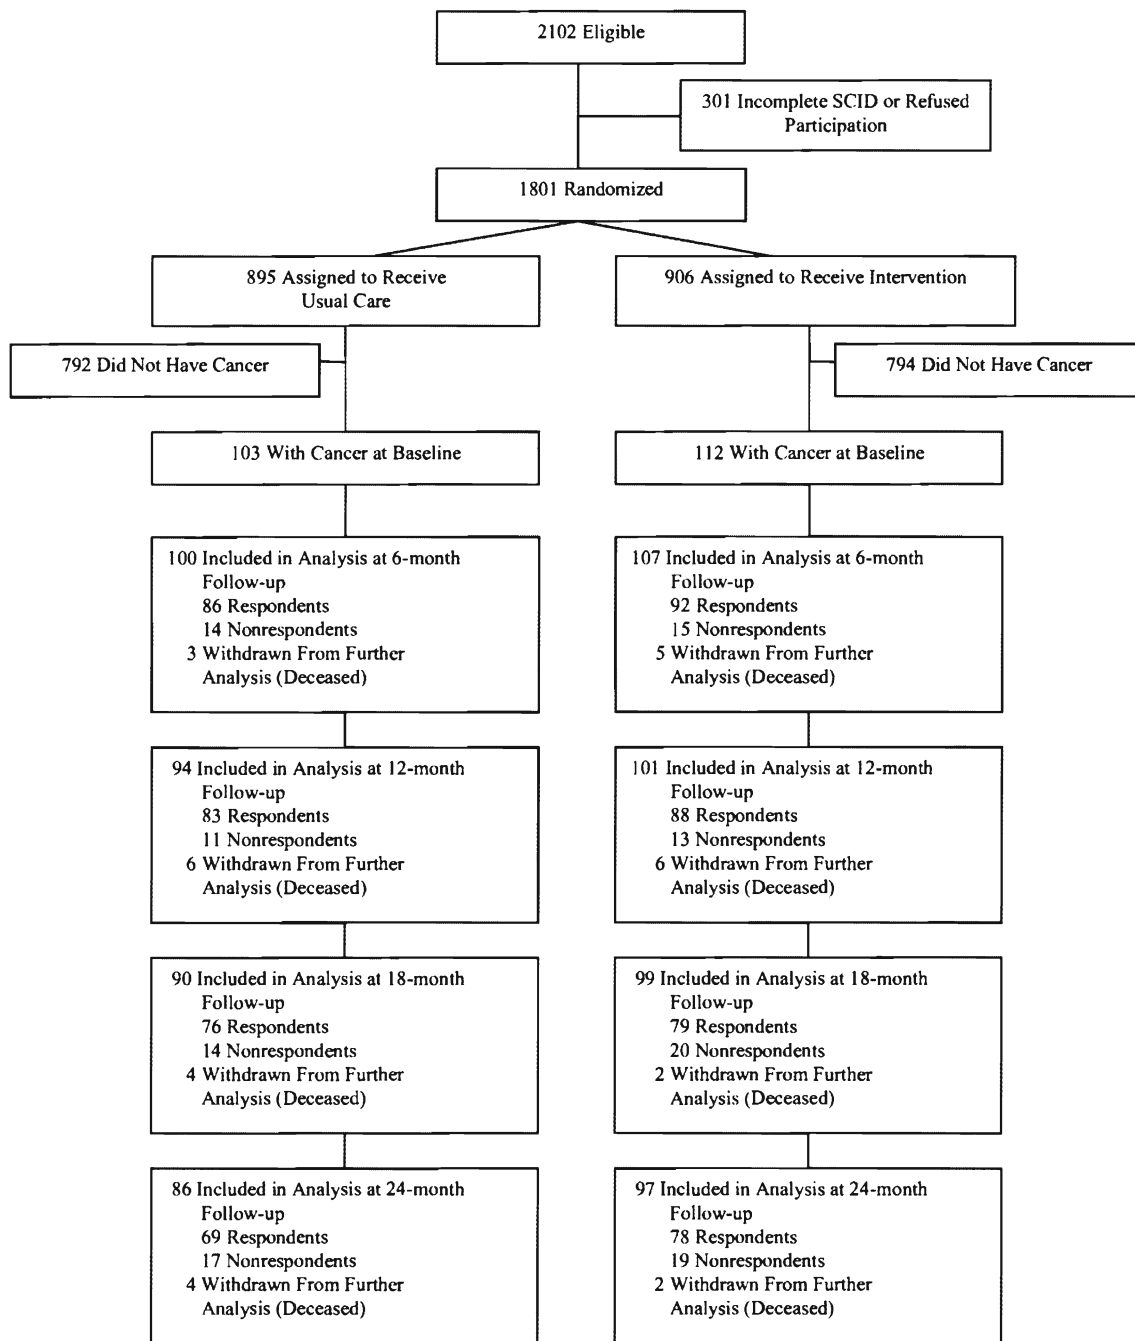 2102 Eligible
301 Incomplete SCID or Refused
Participation
1801 Randomized
895 Assigned to Receive
Usual Care
906 Assigned to Receive Intervention
792 Did Not Have Cancer
794 Did Not Have Cancer
103 With Cancer at Baseline
112 With Cancer at Baseline
100 Included in Analysis at 6-month
Follow-up
86 Respondents
14 Nonrespondents
3 Withdrawn From Further
Analysis (Deceased)
107 Included in Analysis at 6-month
Follow-up
92 Respondents
15 Nonrespondents
5 Withdrawn From Further
Analysis (Deceased)
94 Included in Analysis at 12-month
Follow-up
83 Respondents
11 Nonrespondents
6 Withdrawn From Further
Analysis (Deceased)
101 Included in Analysis at 12-month
Follow-up
88 Respondents
13 Nonrespondents
6 Withdrawn From Further
Analysis (Deceased)
90 Included in Analysis at 18-month
Follow-up
76 Respondents
14 Nonrespondents
4 Withdrawn From Further
Analysis (Deceased)
99 Included in Analysis at 18-month
Follow-up
79 Respondents
20 Nonrespondents
2 Withdrawn From Further
Analysis (Deceased)
86 Included in Analysis at 24-month
Follow-up
69 Respondents
17 Nonrespondents
4 Withdrawn From Further
Analysis (Deceased)
97 Included in Analysis at 24-month
Follow-up
78 Respondents
19 Nonrespondents
2 Withdrawn From Further
Analysis (Deceased)